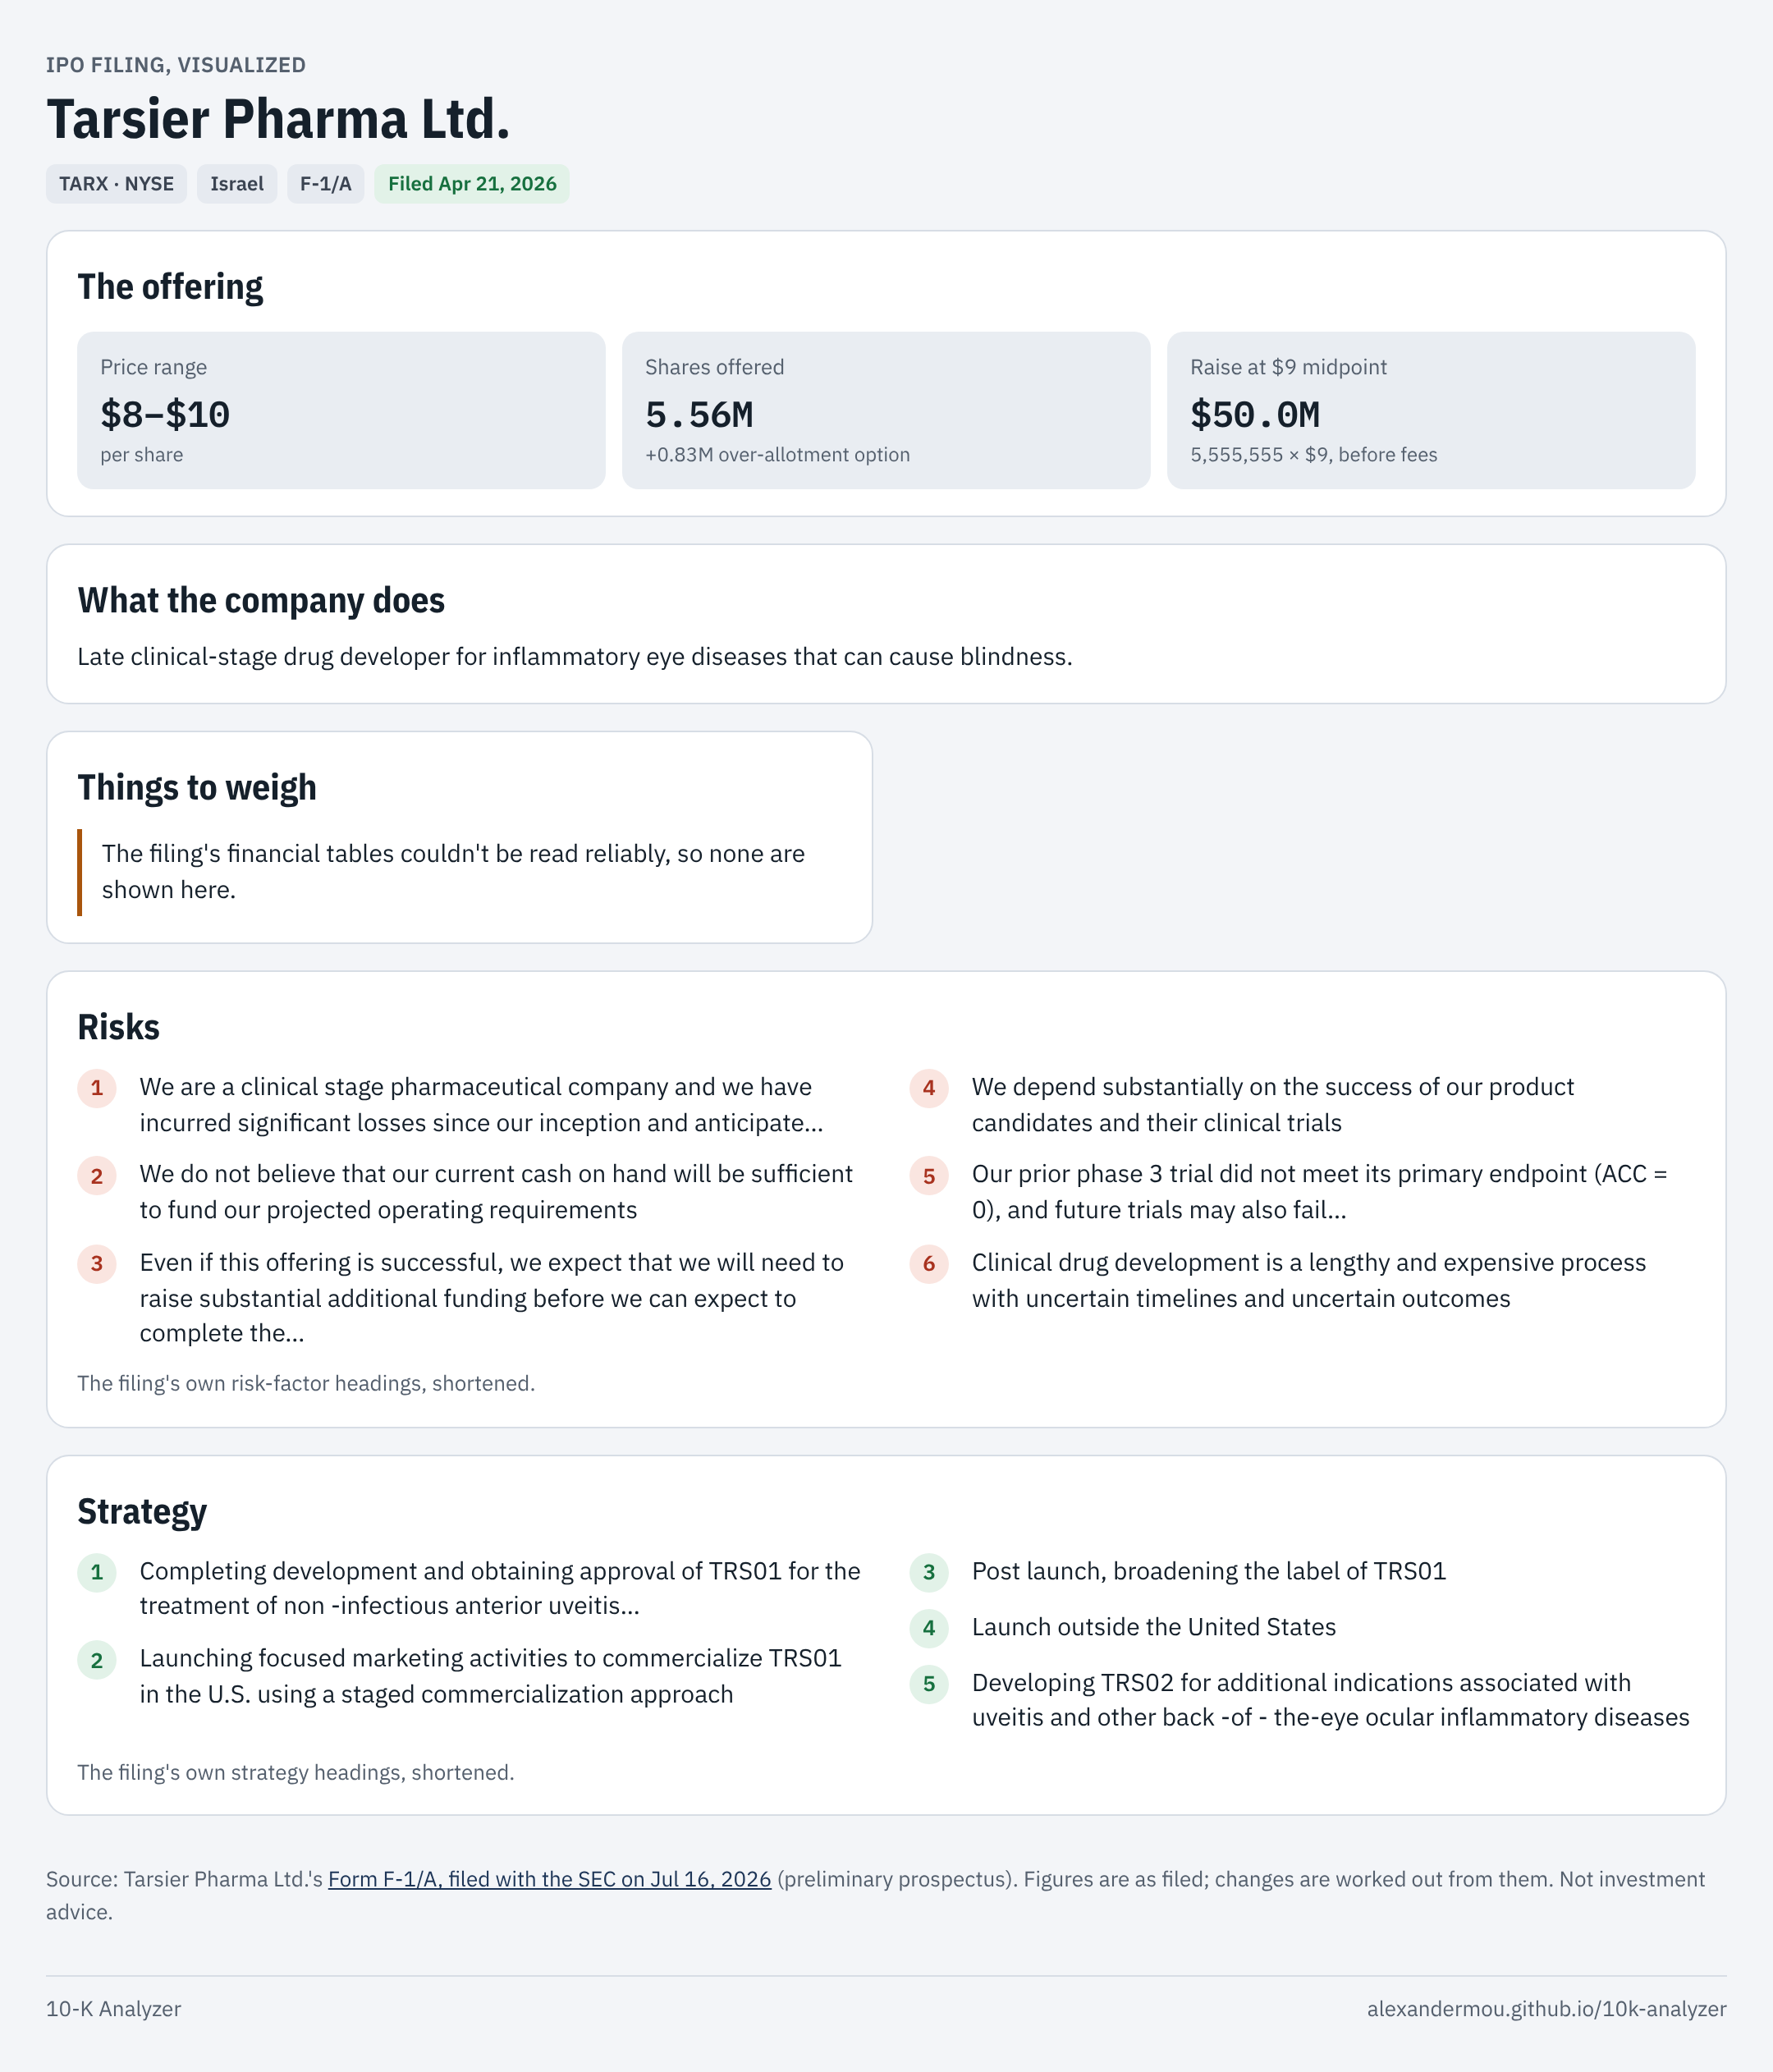 IPO FILING, VISUALIZED
Tarsier Pharma Ltd.
TARX · NYSE
Israel
F-1/A
Filed Apr 21, 2026
The offering
Price range
$8–$10
per share
Shares offered
5.56M
+0.83M over-allotment option
Raise at $9 midpoint
$50.0M
5,555,555 × $9, before fees
What the company does
Late clinical-stage drug developer for inflammatory eye diseases that can cause blindness.
Things to weigh
The filing's financial tables couldn't be read reliably, so none are
shown here.
Risks
1 We are a clinical stage pharmaceutical company and we have
incurred significant losses since our inception and anticipate…
2 We do not believe that our current cash on hand will be sufficient
to fund our projected operating requirements
3 Even if this offering is successful, we expect that we will need to
raise substantial additional funding before we can expect to
complete the…
4 We depend substantially on the success of our product
candidates and their clinical trials
5 Our prior phase 3 trial did not meet its primary endpoint (ACC =
0), and future trials may also fail…
6 Clinical drug development is a lengthy and expensive process
with uncertain timelines and uncertain outcomes
The filing's own risk-factor headings, shortened.
Strategy
1 Completing development and obtaining approval of TRS01 for the
treatment of non -infectious anterior uveitis…
2 Launching focused marketing activities to commercialize TRS01
in the U.S. using a staged commercialization approach
3 Post launch, broadening the label of TRS01
4 Launch outside the United States
5 Developing TRS02 for additional indications associated with
uveitis and other back -of - the-eye ocular inflammatory diseases
The filing's own strategy headings, shortened.
Source: Tarsier Pharma Ltd.'s Form F-1/A, filed with the SEC on Jul 16, 2026 (preliminary prospectus). Figures are as filed; changes are worked out from them. Not investment
advice.
10-K Analyzer
alexandermou.github.io/10k-analyzer